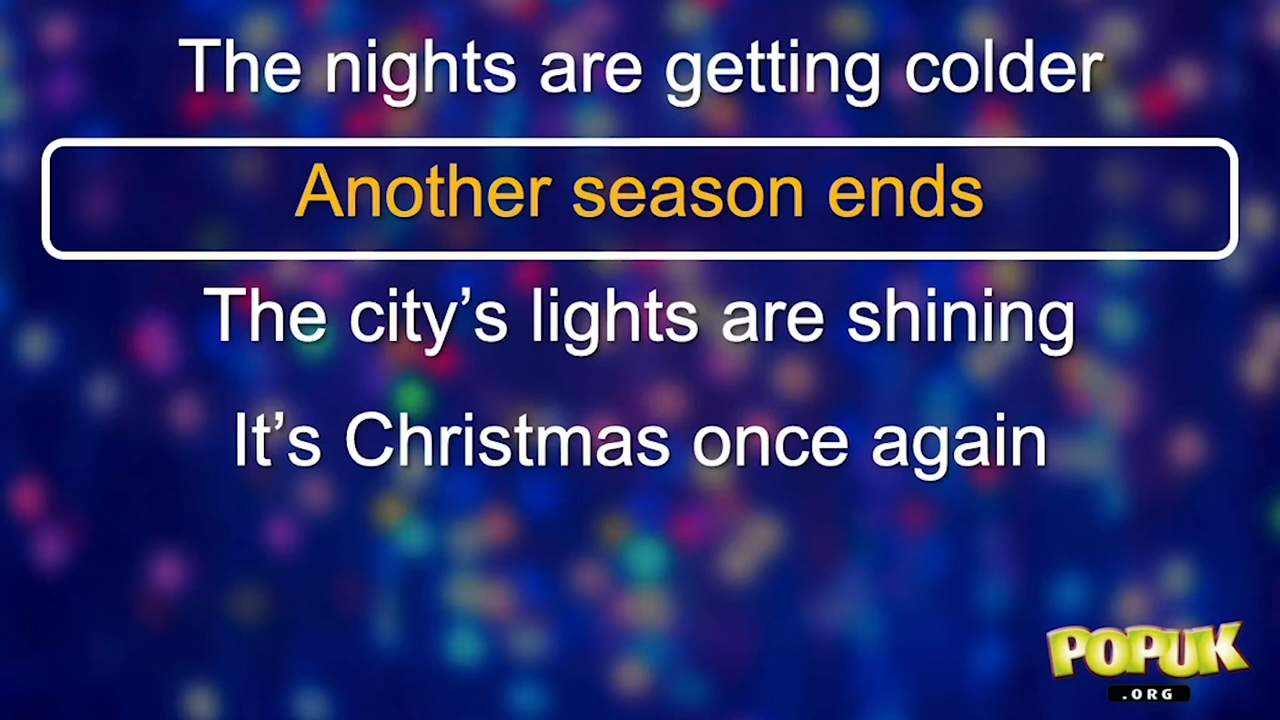 The nights are getting colder
Another season ends
The city’s lights are shining
It’s Christmas once again
POPUK
.ORG